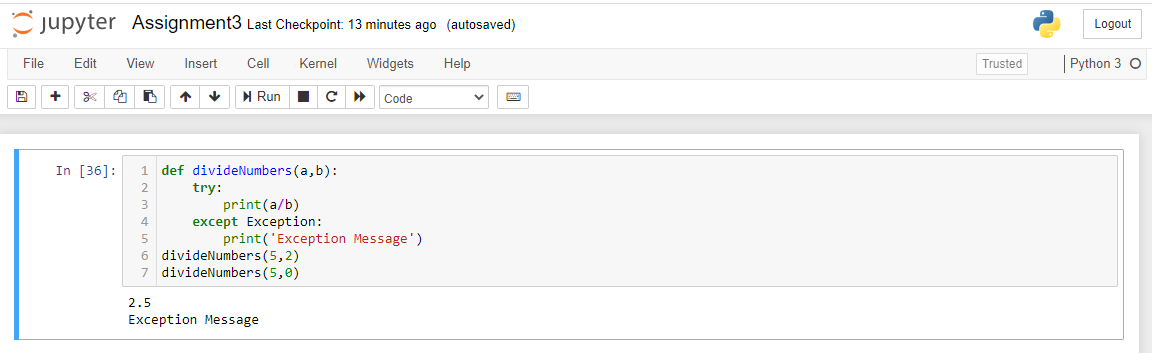 jupyter Assignment3 Last Checkpoint: 13 minutes ago (autosaved) Logout
File Edit View Insert Cell Kernel Widgets Help Trusted Python 3
Run Code
In [36]: 1 def divideNumbers(a,b):
2     try:
3         print(a/b)
4     except Exception:
5         print('Exception Message')
6 divideNumbers(5,2)
7 divideNumbers(5,0)
2.5
Exception Message